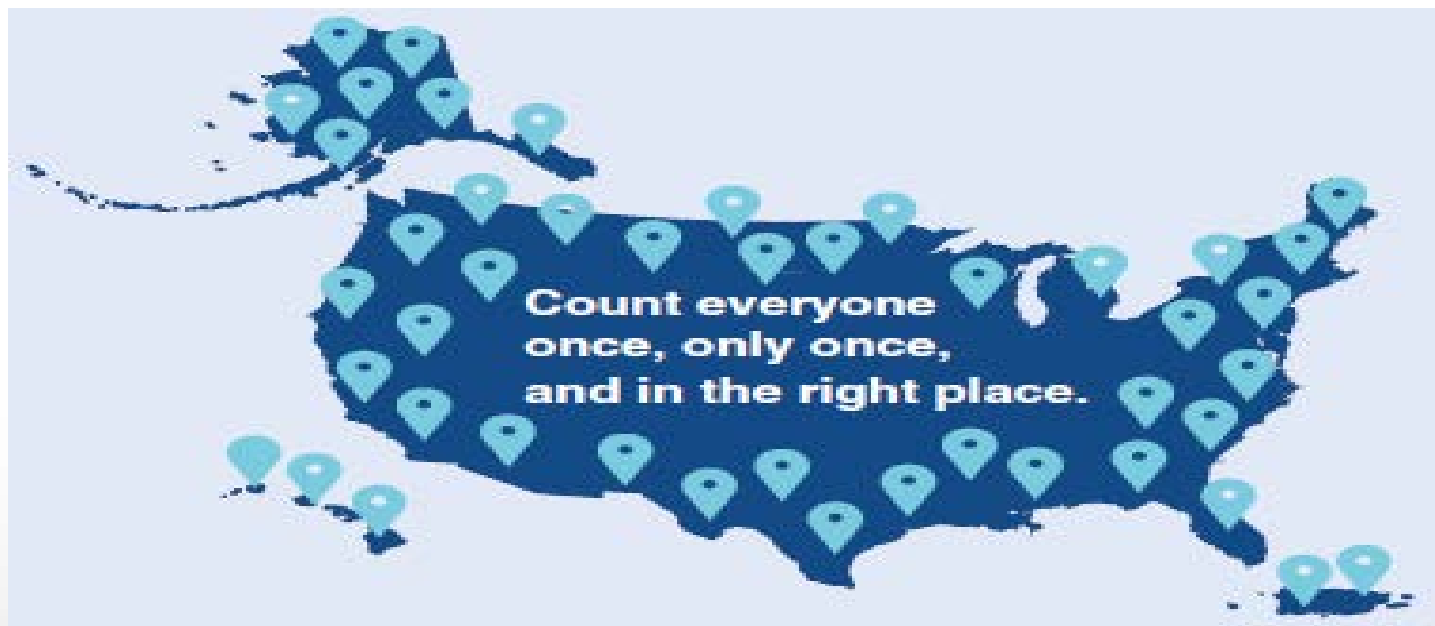 Count everyone
once, only once,
and in the right place.